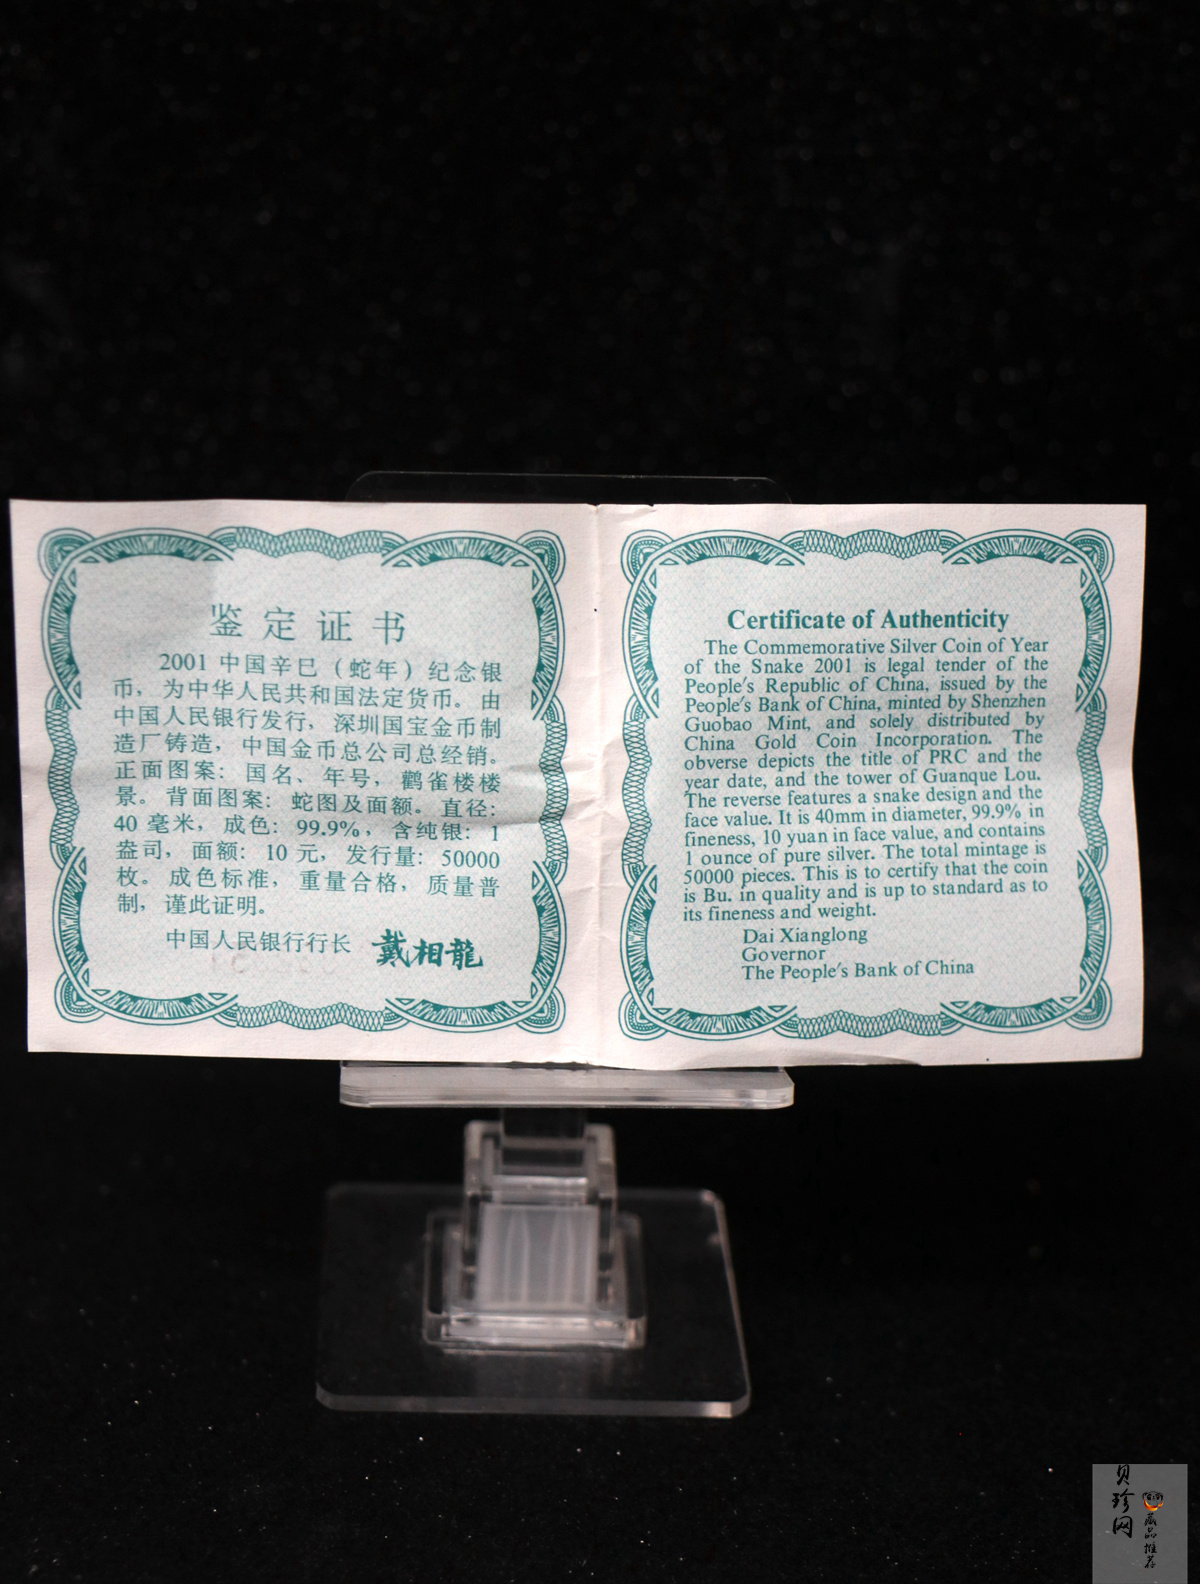 鉴定证书
2001 中国辛巳（蛇年）纪念银
币，为中华人民共和国法定货币。由
中国人民银行发行，深圳国宝金币制
造厂铸造，中国金币总公司总经销。
正面图案：国名、年号，鹳雀楼楼
景。背面图案：蛇图及面额。直径：
40 毫米，成色：99.9%，含纯银：1
盎司，面额：10 元，发行量：50000
枚。成色标准，重量合格，质量普
制，谨此证明。
中国人民银行行长 戴相龍
Certificate of Authenticity
The Commemorative Silver Coin of Year
of the Snake 2001 is legal tender of the
People's Republic of China, issued by the
People's Bank of China, minted by Shenzhen
Guobao Mint, and solely distributed by
China Gold Coin Incorporation. The
obverse depicts the title of PRC and the
year date, and the tower of Guanque Lou.
The reverse features a snake design and the
face value. It is 40mm in diameter, 99.9% in
fineness, 10 yuan in face value, and contains
1 ounce of pure silver. The total mintage is
50000 pieces. This is to certify that the coin
is Bu. in quality and is up to standard as to
its fineness and weight.
Dai Xianglong
Governor
The People's Bank of China
贝珍网
藏品推荐